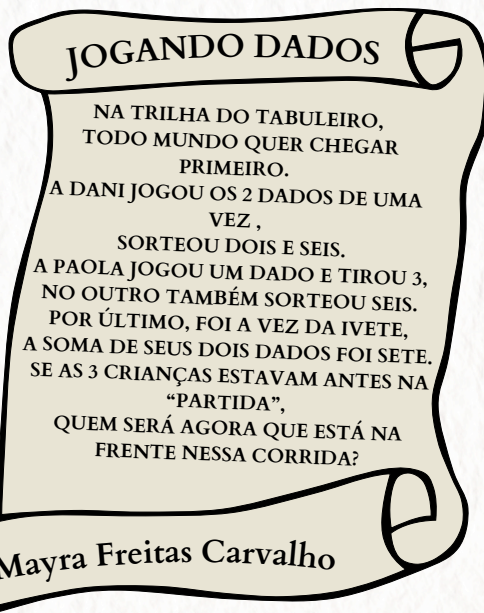 JOGANDO DADOS
NA TRILHA DO TABULEIRO,
TODO MUNDO QUER CHEGAR
PRIMEIRO.
A DANI JOGOU OS 2 DADOS DE UMA
VEZ ,
SORTEOU DOIS E SEIS.
A PAOLA JOGOU UM DADO E TIROU 3,
NO OUTRO TAMBÉM SORTEOU SEIS.
POR ÚLTIMO, FOI A VEZ DA IVETE,
A SOMA DE SEUS DOIS DADOS FOI SETE.
SE AS 3 CRIANÇAS ESTAVAM ANTES NA
“PARTIDA”,
QUEM SERÁ AGORA QUE ESTÁ NA
FRENTE NESSA CORRIDA?
Mayra Freitas Carvalho